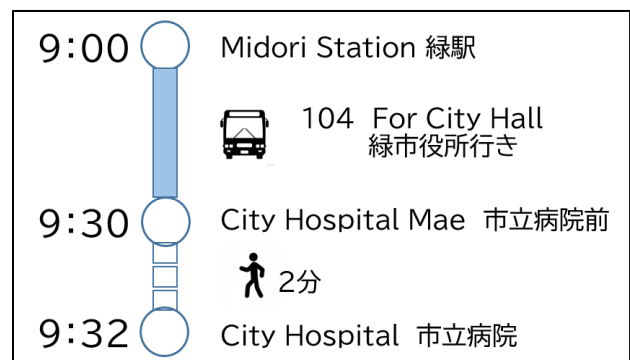 9:00 Midori Station 緑駅
104 For City Hall
緑市役所行き
9:30 City Hospital Mae 市立病院前
2分
9:32 City Hospital 市立病院